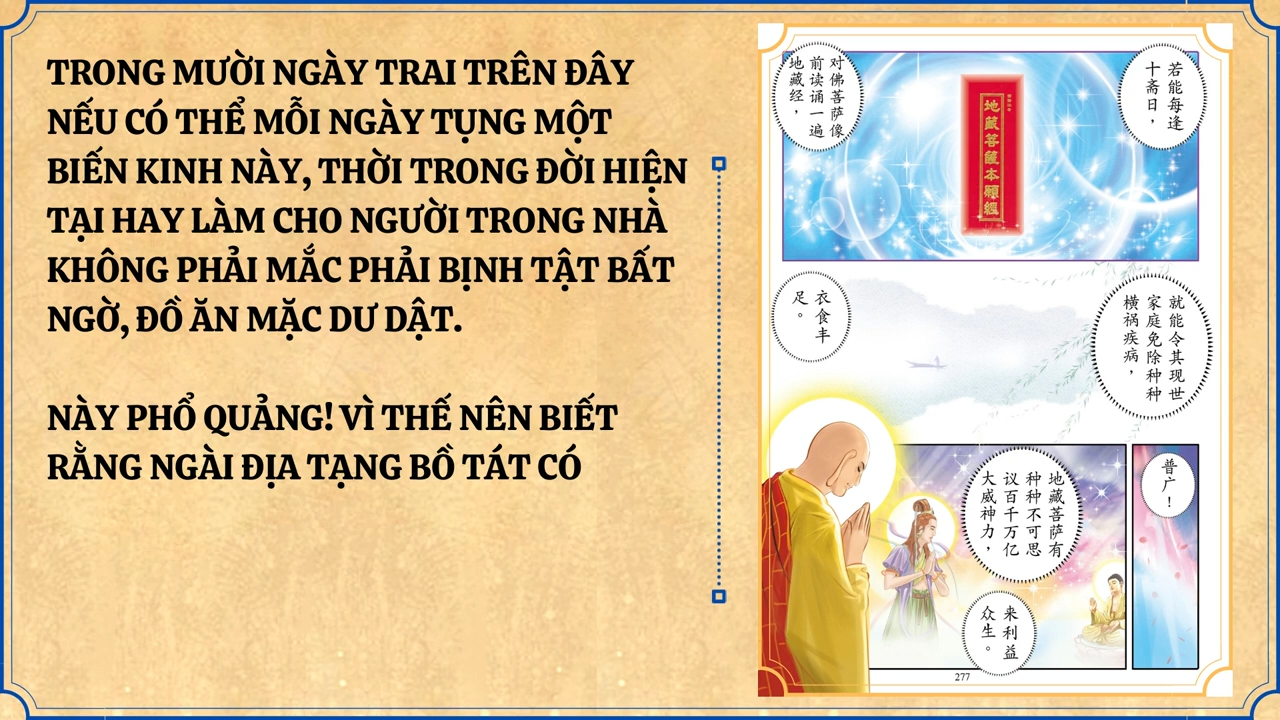 TRONG MƯỜI NGÀY TRAI TRÊN ĐÂY
NẾU CÓ THỂ MỖI NGÀY TỤNG MỘT
BIẾN KINH NÀY, THỜI TRONG ĐỜI HIỆN
TẠI HAY LÀM CHO NGƯỜI TRONG NHÀ
KHÔNG PHẢI MẮC PHẢI BỊNH TẬT BẤT
NGỜ, ĐỒ ĂN MẶC DƯ DẬT.
NÀY PHỔ QUẢNG! VÌ THẾ NÊN BIẾT
RẰNG NGÀI ĐỊA TẠNG BỒ TÁT CÓ
若能每逢
十斋日，
地藏菩薩本願經
对佛菩萨像
前读诵一遍
地藏经，
就能令其现世
家庭免除种种
横祸疾病，
衣食丰
足。
普广！
地藏菩萨有
种种不可思
议百千万亿
大威神力，
来利益
众生。
277